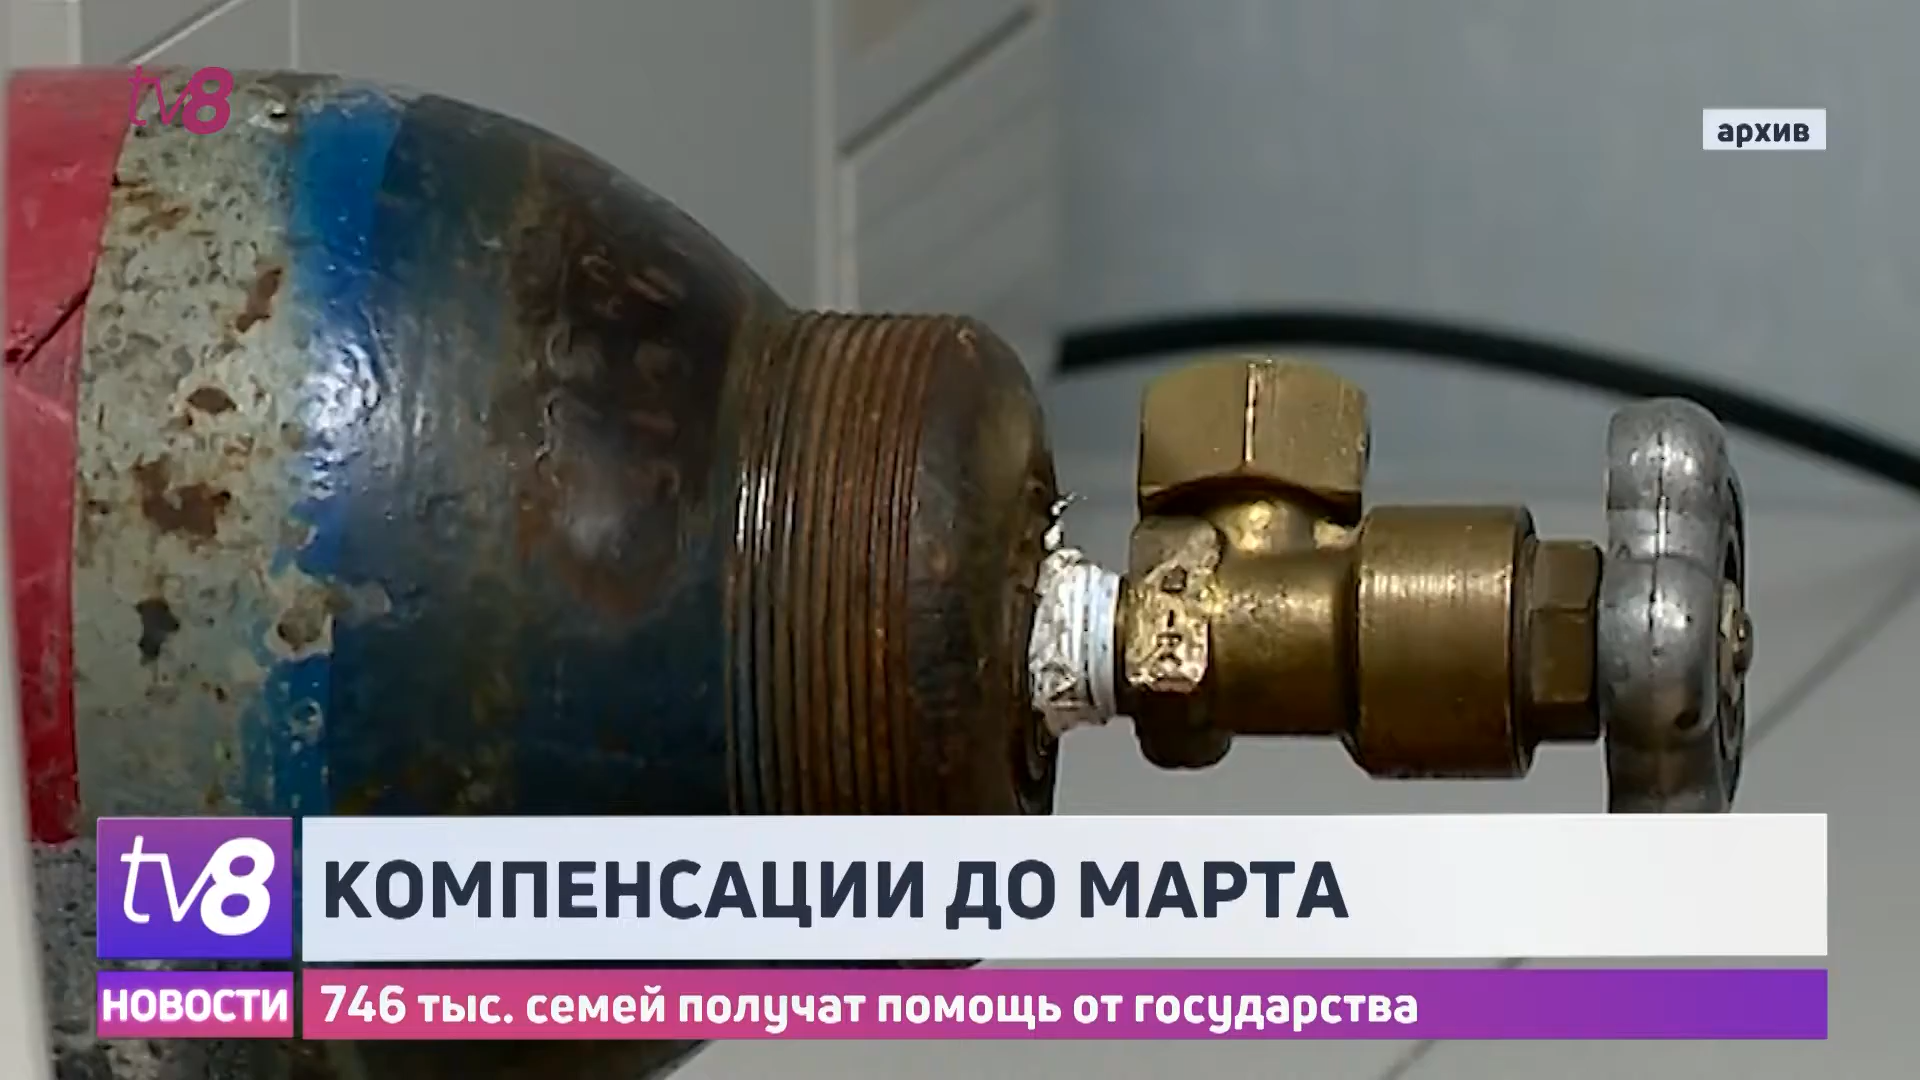 tv8
архив
tv8
КОМПЕНСАЦИИ ДО МАРТА
НОВОСТИ
746 тыс. семей получат помощь от государства